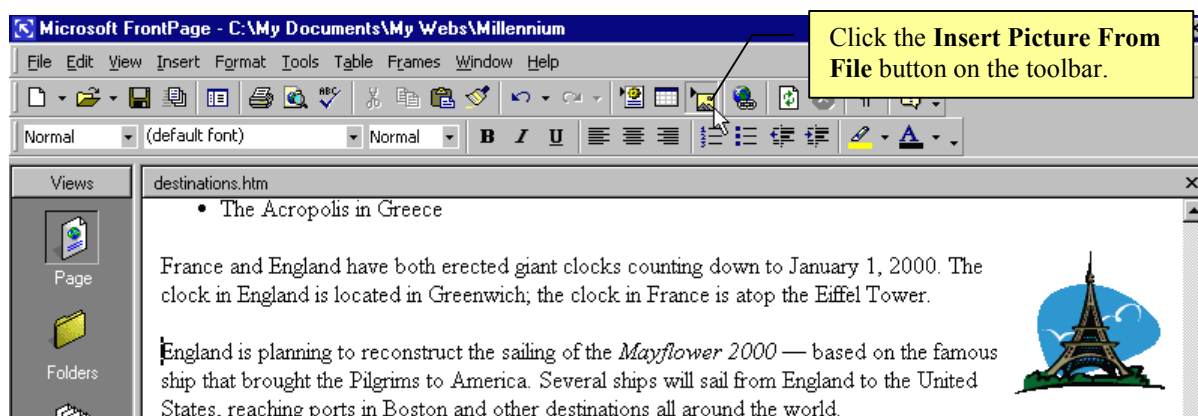 Microsoft FrontPage - C:\My Documents\My Webs\Millennium
Click the Insert Picture From
File button on the toolbar.
File Edit View Insert Format Tools Table Frames Window Help
ABC
Normal (default font) Normal B I U A
Views destinations.htm
• The Acropolis in Greece
Page
France and England have both erected giant clocks counting down to January 1, 2000. The
clock in England is located in Greenwich; the clock in France is atop the Eiffel Tower.
Folders
England is planning to reconstruct the sailing of the Mayflower 2000 — based on the famous
ship that brought the Pilgrims to America. Several ships will sail from England to the United
States, reaching ports in Boston and other destinations all around the world.